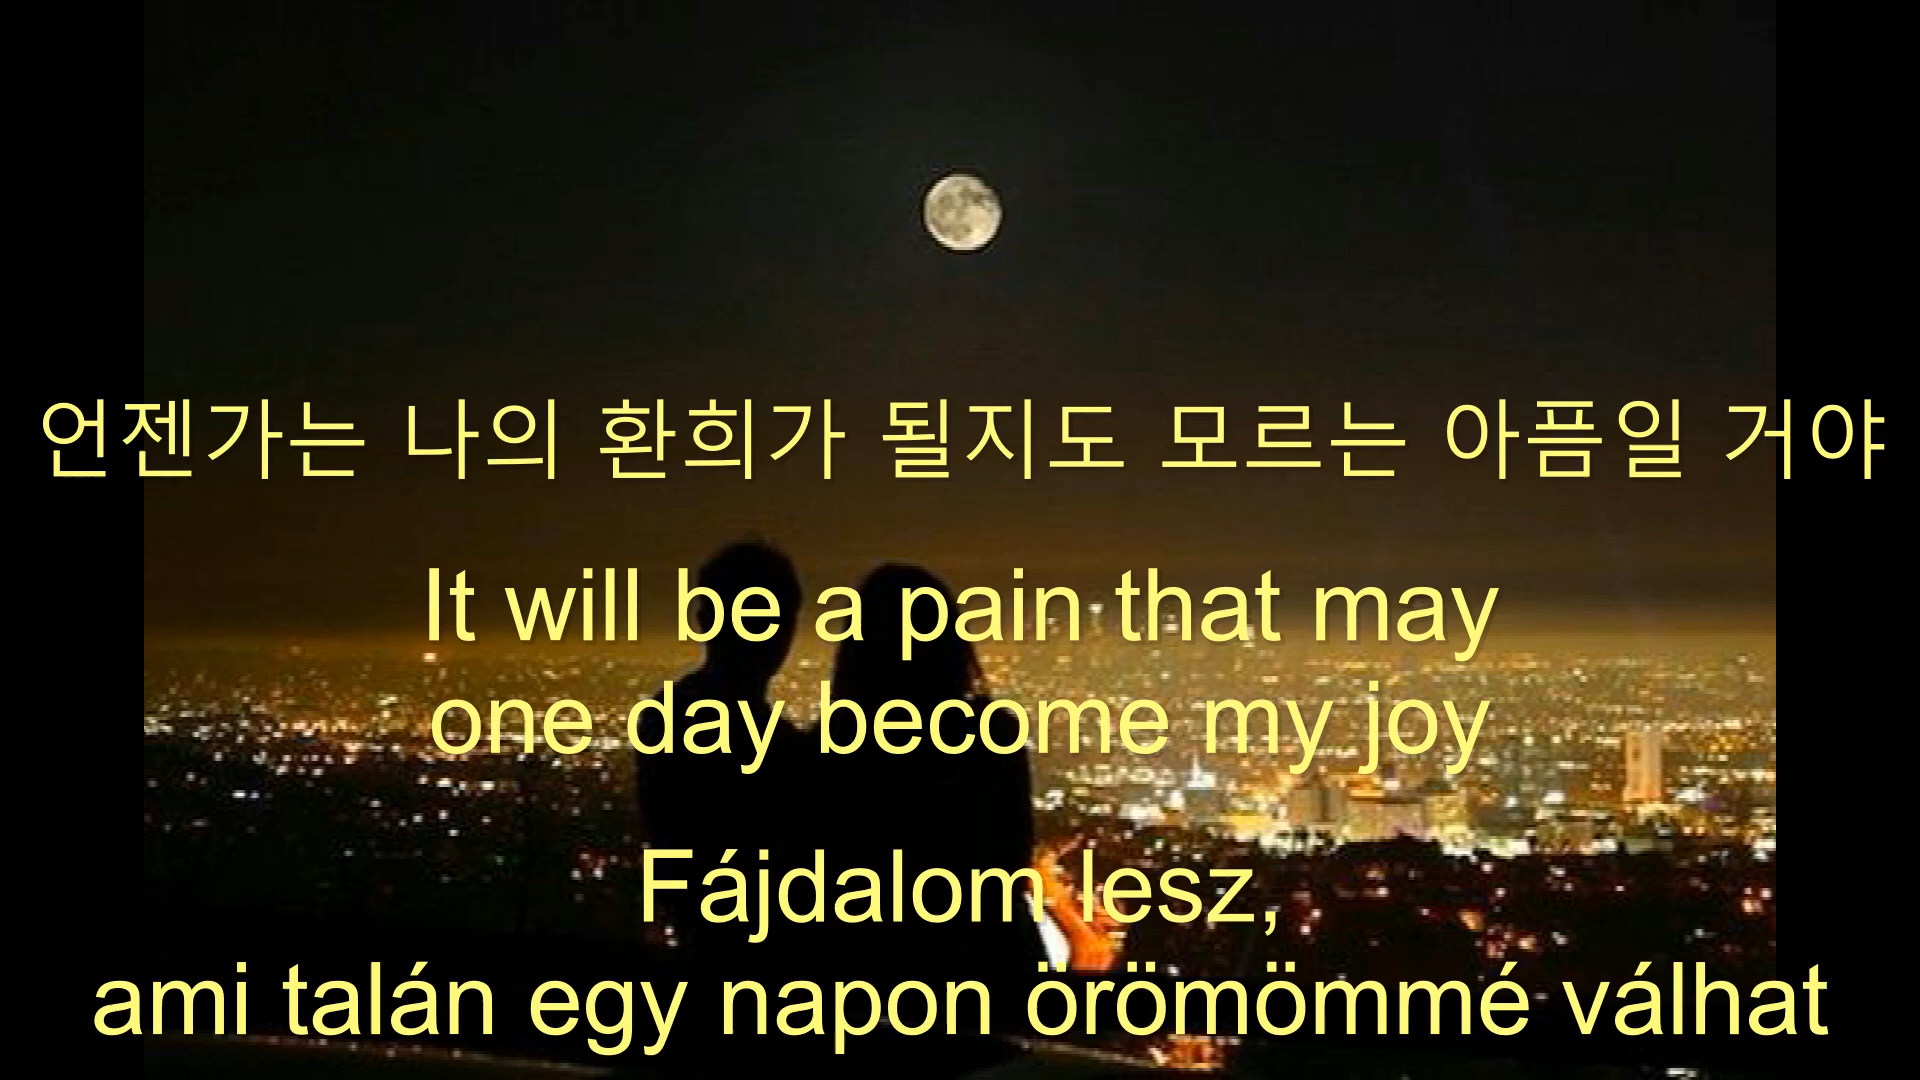 언젠가는 나의 환희가 될지도 모르는 아픔일 거야
It will be a pain that may
one day become my joy
Fájdalom lesz,
ami talán egy napon örömömmé válhat